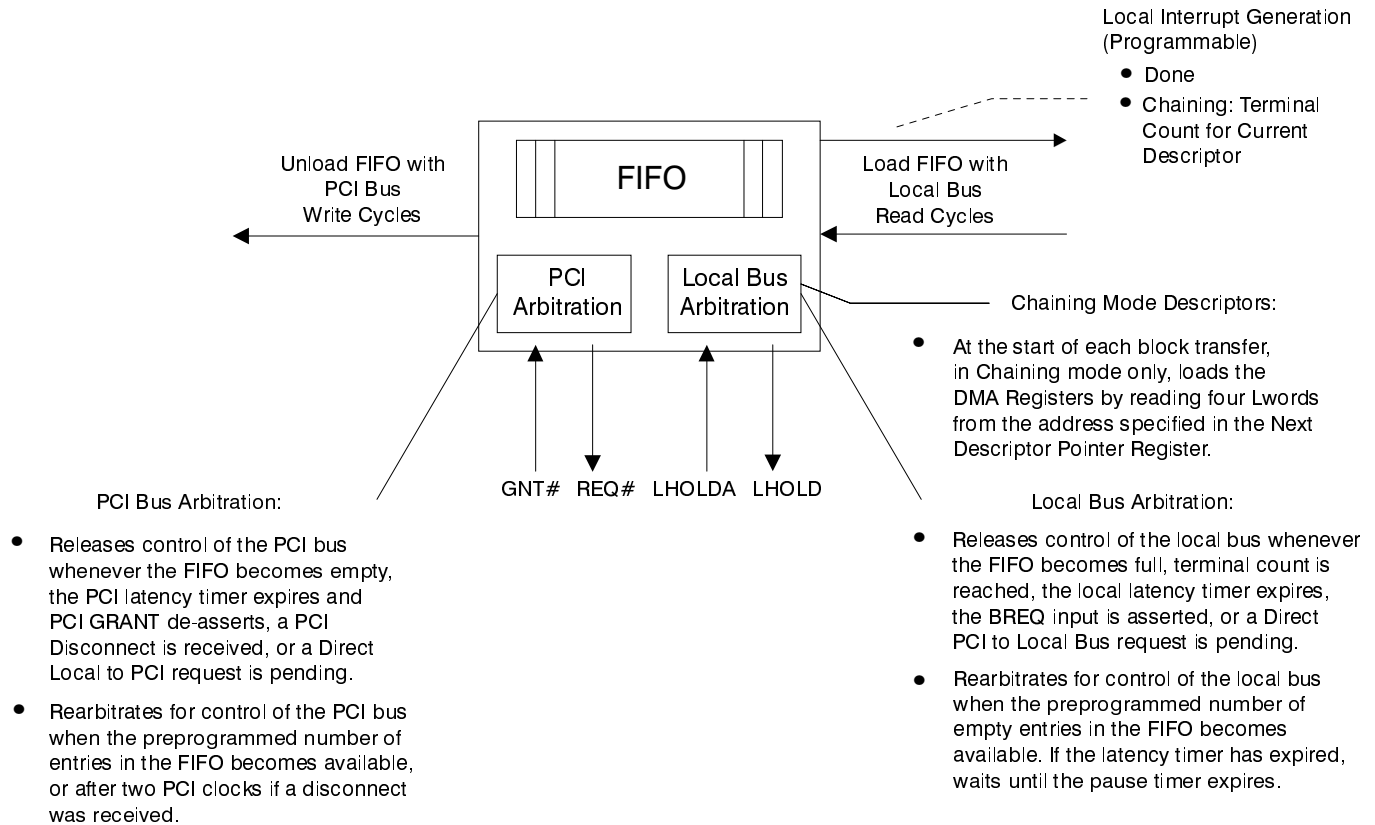 Local Interrupt Generation
(Programmable)
• Done
• Chaining: Terminal
Count for Current
Descriptor
Unload FIFO with
PCI Bus
Write Cycles
FIFO
Load FIFO with
Local Bus
Read Cycles
PCI
Arbitration
Local Bus
Arbitration
Chaining Mode Descriptors:
• At the start of each block transfer,
in Chaining mode only, loads the
DMA Registers by reading four Lwords
from the address specified in the Next
Descriptor Pointer Register.
GNT# REQ# LHOLDA LHOLD
PCI Bus Arbitration:
• Releases control of the PCI bus
whenever the FIFO becomes empty,
the PCI latency timer expires and
PCI GRANT de-asserts, a PCI
Disconnect is received, or a Direct
Local to PCI request is pending.
• Rearbitrates for control of the PCI bus
when the preprogrammed number of
entries in the FIFO becomes available,
or after two PCI clocks if a disconnect
was received.
Local Bus Arbitration:
• Releases control of the local bus whenever
the FIFO becomes full, terminal count is
reached, the local latency timer expires,
the BREQ input is asserted, or a Direct
PCI to Local Bus request is pending.
• Rearbitrates for control of the local bus
when the preprogrammed number of
empty entries in the FIFO becomes
available. If the latency timer has expired,
waits until the pause timer expires.